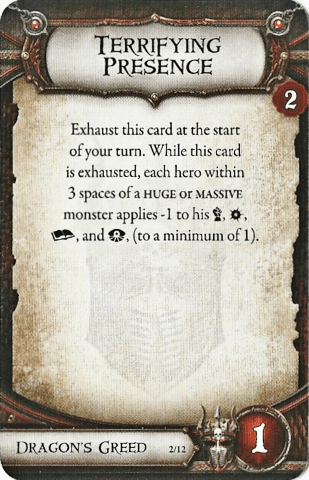 TERRIFYING
PRESENCE
2
Exhaust this card at the start
of your turn. While this card
is exhausted, each hero within
3 spaces of a HUGE or MASSIVE
monster applies -1 to his , ,
, and , (to a minimum of 1).
DRAGON'S GREED 2/12
1